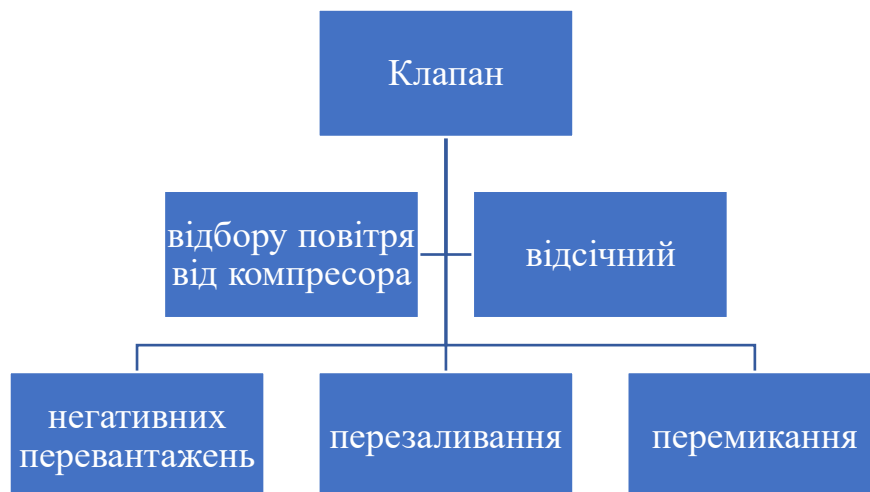 Клапан
відбору повітря
від компресора
відсічний
негативних
перевантажень
перезаливання
перемикання